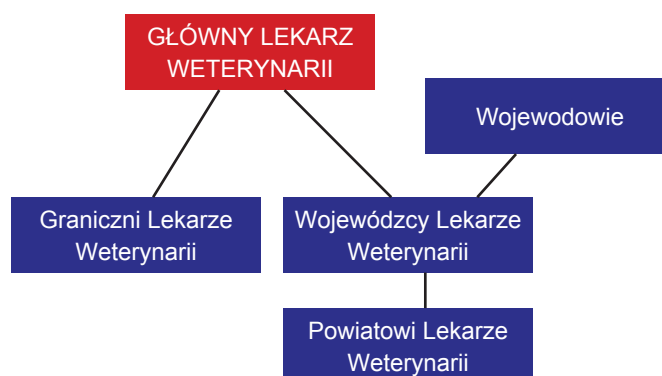 GŁÓWNY LEKARZ
WETERYNARII
Wojewodowie
Graniczni Lekarze
Weterynarii
Wojewódzcy Lekarze
Weterynarii
Powiatowi Lekarze
Weterynarii